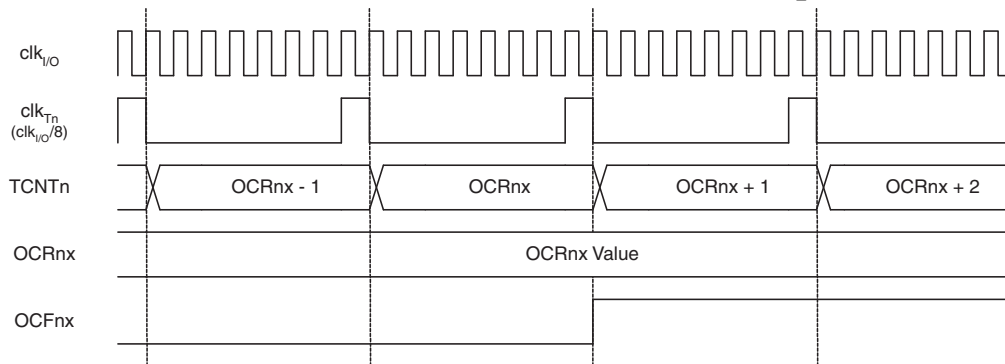 clkI/O
clkTn
(clkI/O/8)
TCNTn OCRnx - 1 OCRnx OCRnx + 1 OCRnx + 2
OCRnx OCRnx Value
OCFnx